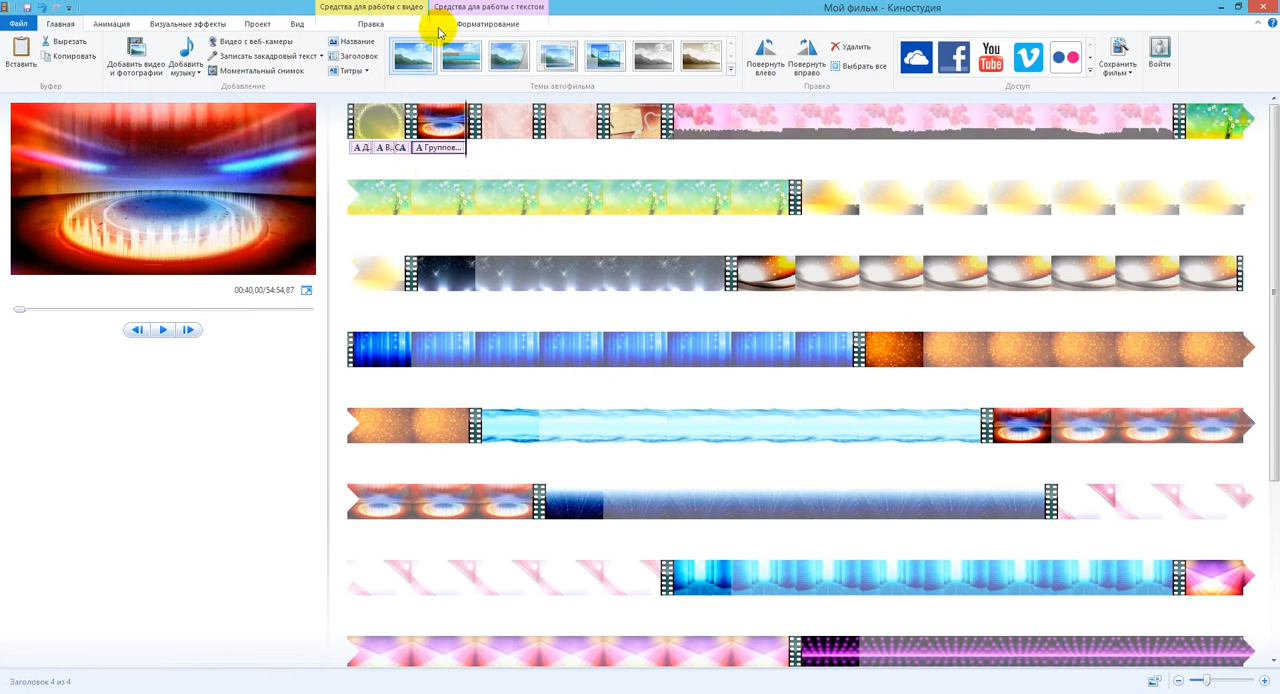 Средства для работы с видео
Средства для работы с текстом
Мой фильм - Киностудия
Файл
Главная
Анимация
Визуальные эффекты
Проект
Вид
Правка
Форматирование
Вставить
Вырезать
Копировать
Буфер
Добавить видео и фотографии
Добавить музыку
Видео с веб-камеры
Записать закадровый текст
Моментальный снимок
Добавление
Название
Заголовок
Титры
Темы автофильма
Повернуть влево
Повернуть вправо
Удалить
Выбрать все
Правка
You Tube
Доступ
Сохранить фильм
Войти
А Д.
А В.
СА
А Группов...
00:40,00/54:54,87
Заголовок 4 из 4